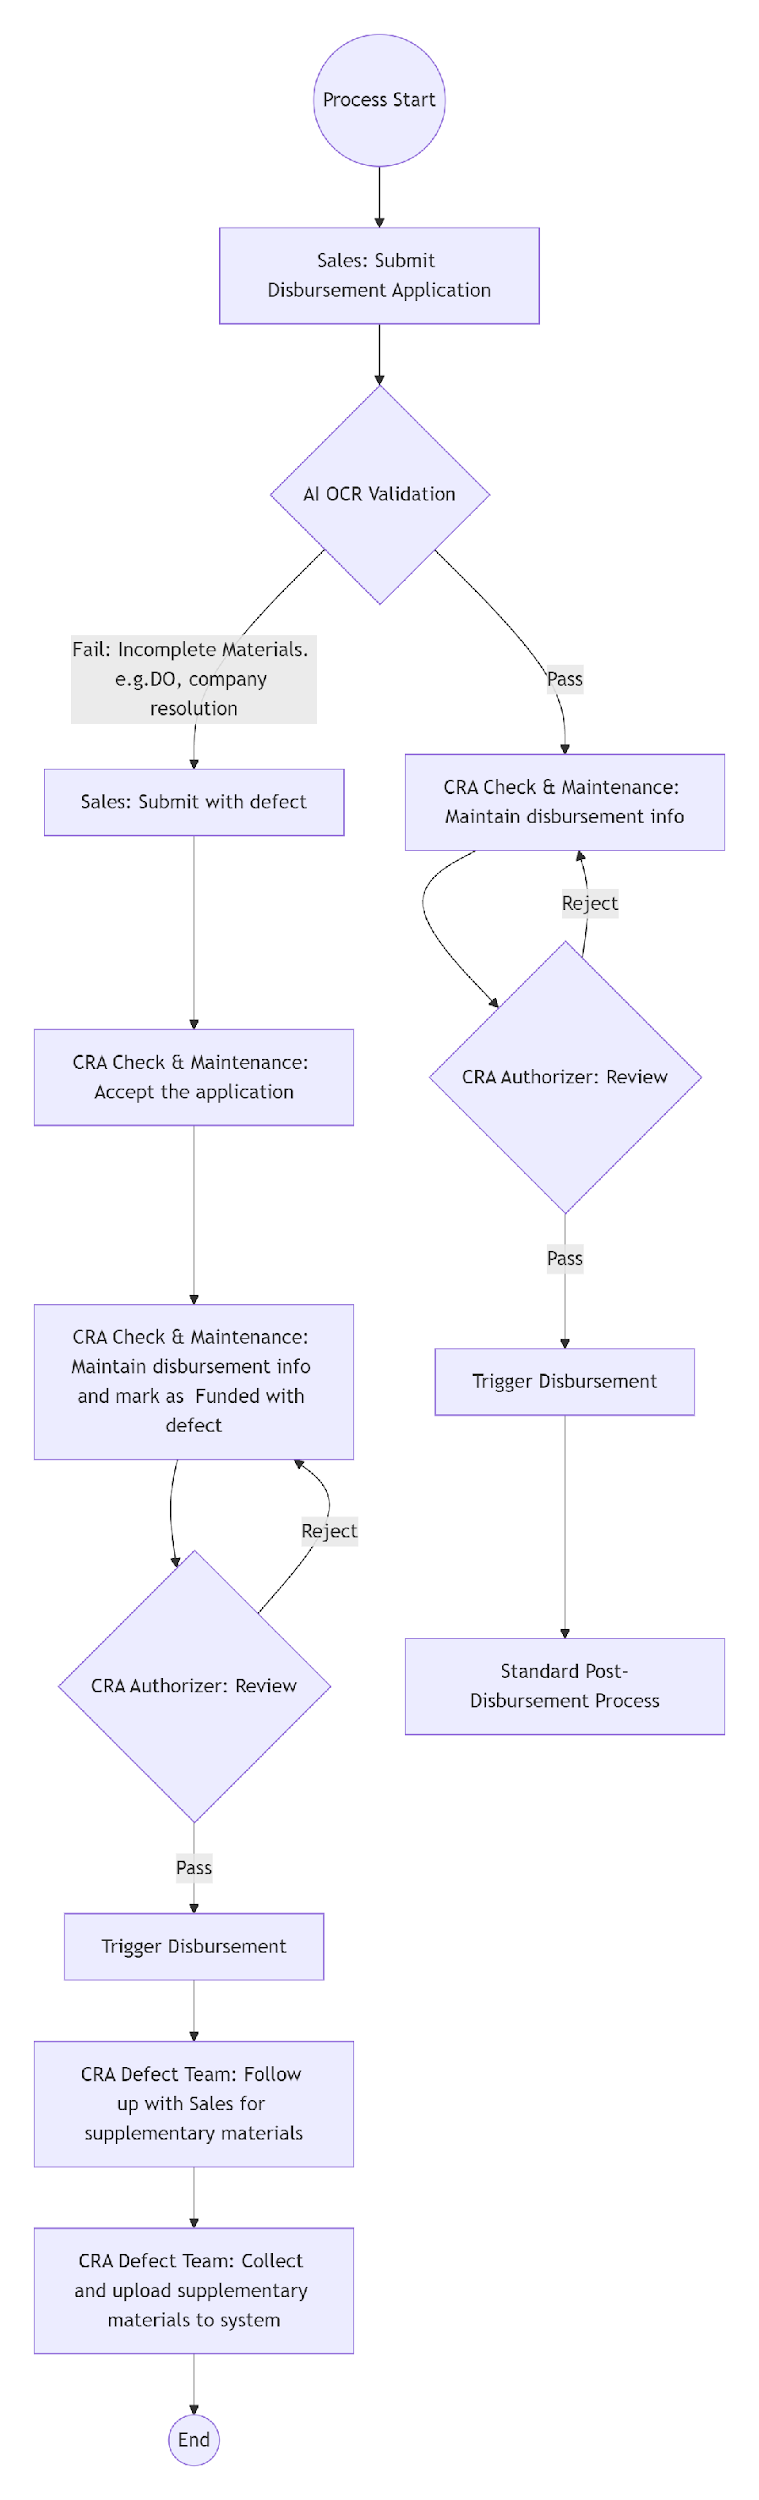 Process Start
Sales: Submit
Disbursement Application
AI OCR Validation
Fail: Incomplete Materials.
e.g.DO, company
resolution
Pass
Sales: Submit with defect
CRA Check & Maintenance:
Maintain disbursement info
Reject
CRA Check & Maintenance:
Accept the application
CRA Authorizer: Review
Pass
CRA Check & Maintenance:
Maintain disbursement info
and mark as Funded with
defect
Trigger Disbursement
Reject
CRA Authorizer: Review
Standard Post-
Disbursement Process
Pass
Trigger Disbursement
CRA Defect Team: Follow
up with Sales for
supplementary materials
CRA Defect Team: Collect
and upload supplementary
materials to system
End